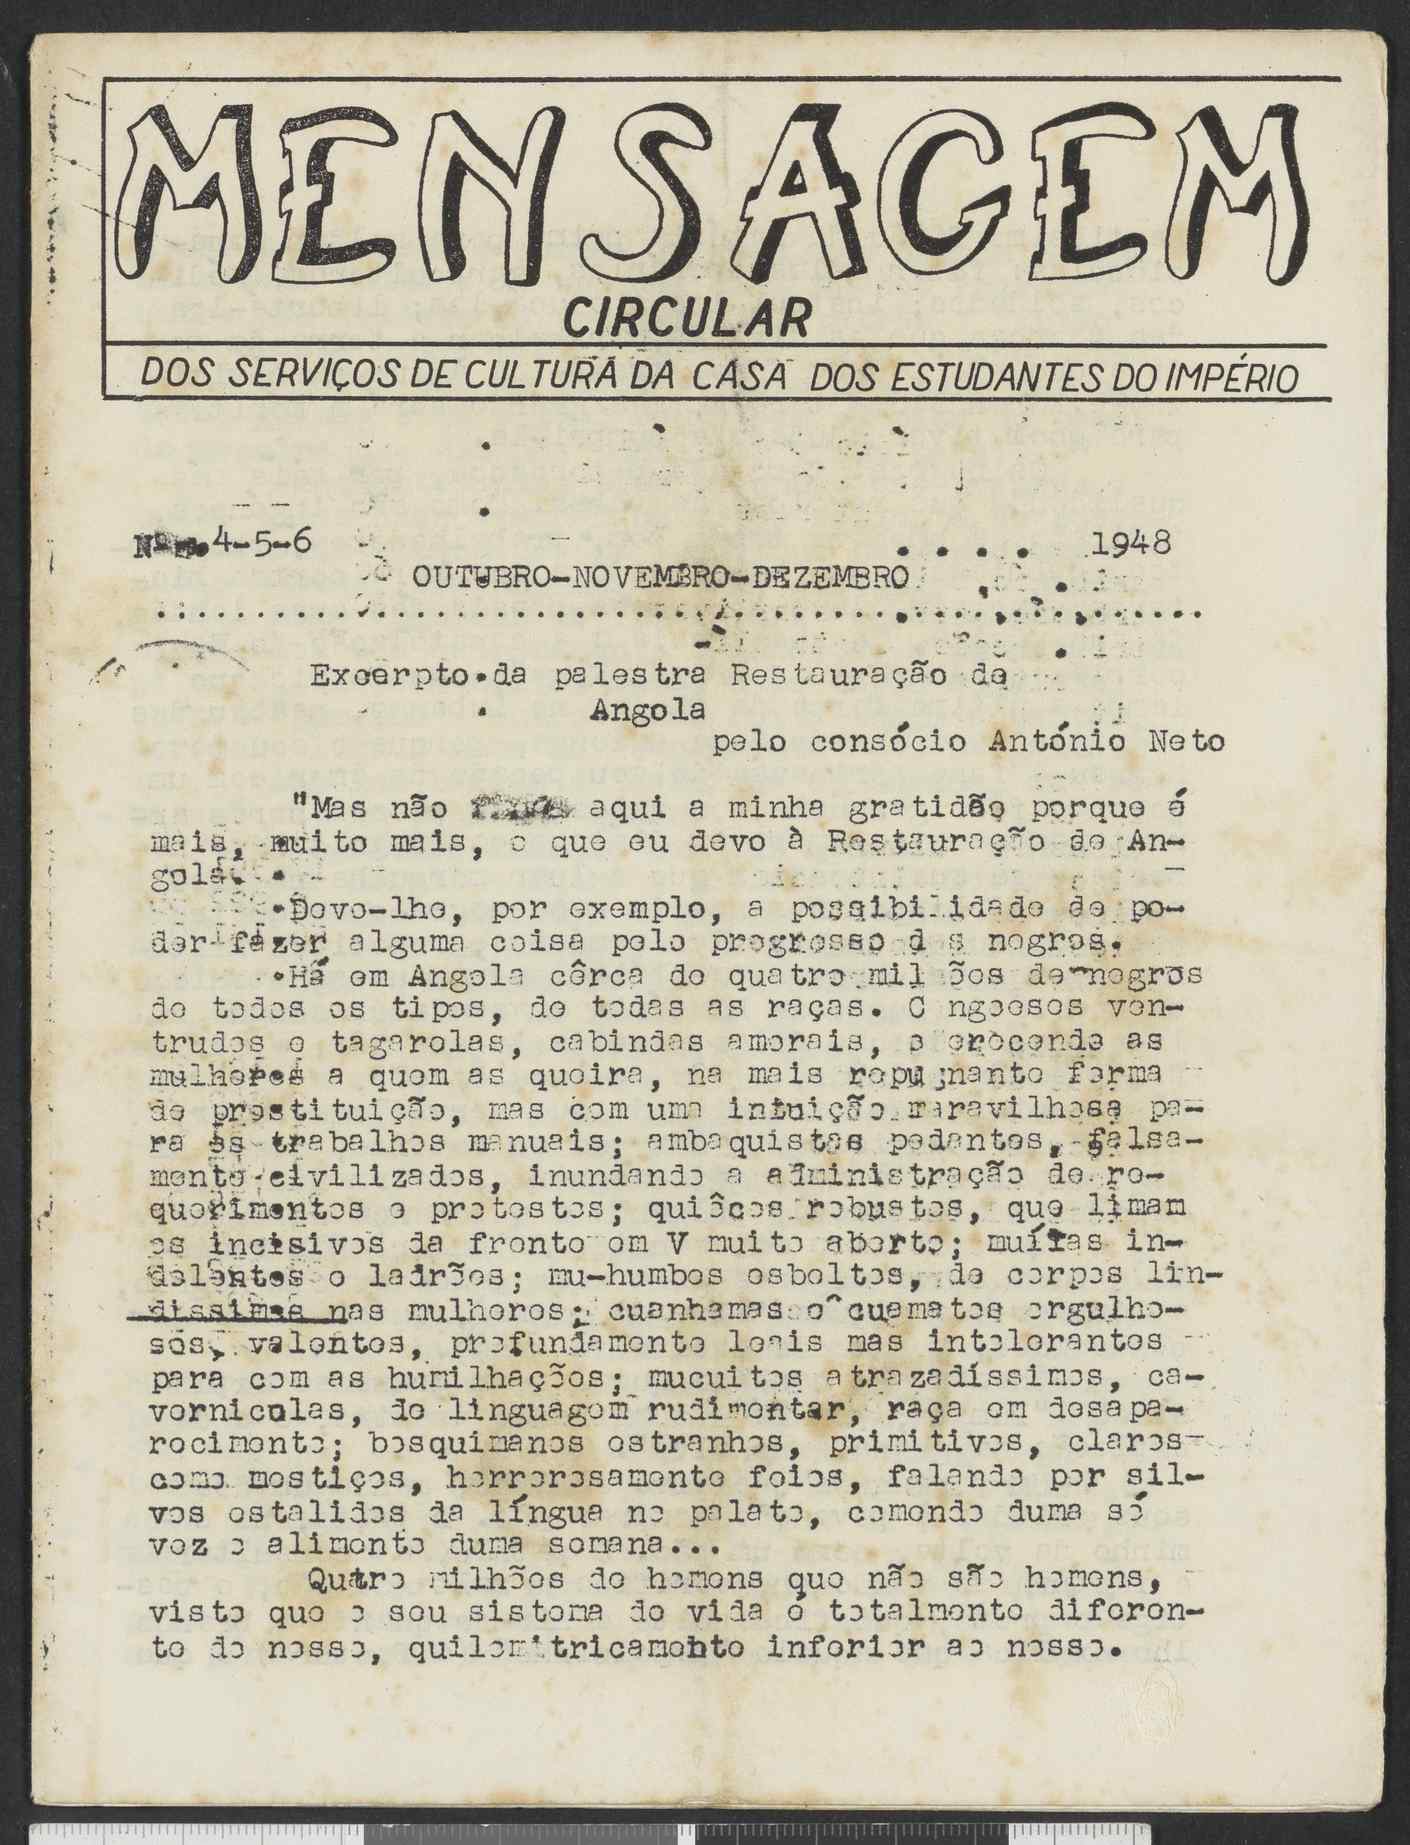 MENSAGEM
CIRCULAR
DOS SERVIÇOS DE CULTURA DA CASA DOS ESTUDANTES DO IMPÉRIO
Nº 4-5-6 1948
OUTUBRO-NOVEMBRO-DEZEMBRO
Excerpto da palestra Restauração de
Angola
pelo consócio António Neto
"Mas não aqui a minha gratidão porque é
mais, muito mais, o que eu devo à Restauração de An-
gola.
Devo-lhe, por exemplo, a possibilidade de po-
der fazer alguma coisa pelo progresso dos negros.
Há em Angola cêrca de quatro milhões de negros
de todos os tipos, de todas as raças. Congoeses ven-
trudos e tagarolas, cabindas amorais, oferecendo as
mulheres a quem as queira, na mais repugnante forma
de prostituição, mas com uma intuição maravilhosa pa-
ra os trabalhos manuais; ambaquistas pedantes, falsa-
mente civilizados, inundando a administração de re-
querimentos e protestos; quiôcos robustos, que limam
os incisivos da frente em V muito aberto; muílas in-
dolentes e ladrões; mu-humbos esbeltos, de corpos lin-
dissimas nas mulheres; cuanhamas e cuamatos orgulho-
sos, valentes, profundamente leais mas intolerantes
para com as humilhações; mucuitos atrazadíssimos, ca-
vernicolas, de linguagem rudimentar, raça em desapa-
recimento; bosquimanos estranhos, primitivos, claros
como mestiços, horrorosamente feios, falando por sil-
vos estalidos da língua no palato, comendo duma só
vez o alimento duma semana...
Quatro milhões de homens que não são homens,
visto que o seu sistema de vida é totalmente diferen-
te do nosso, quilometricamente inferior ao nosso.